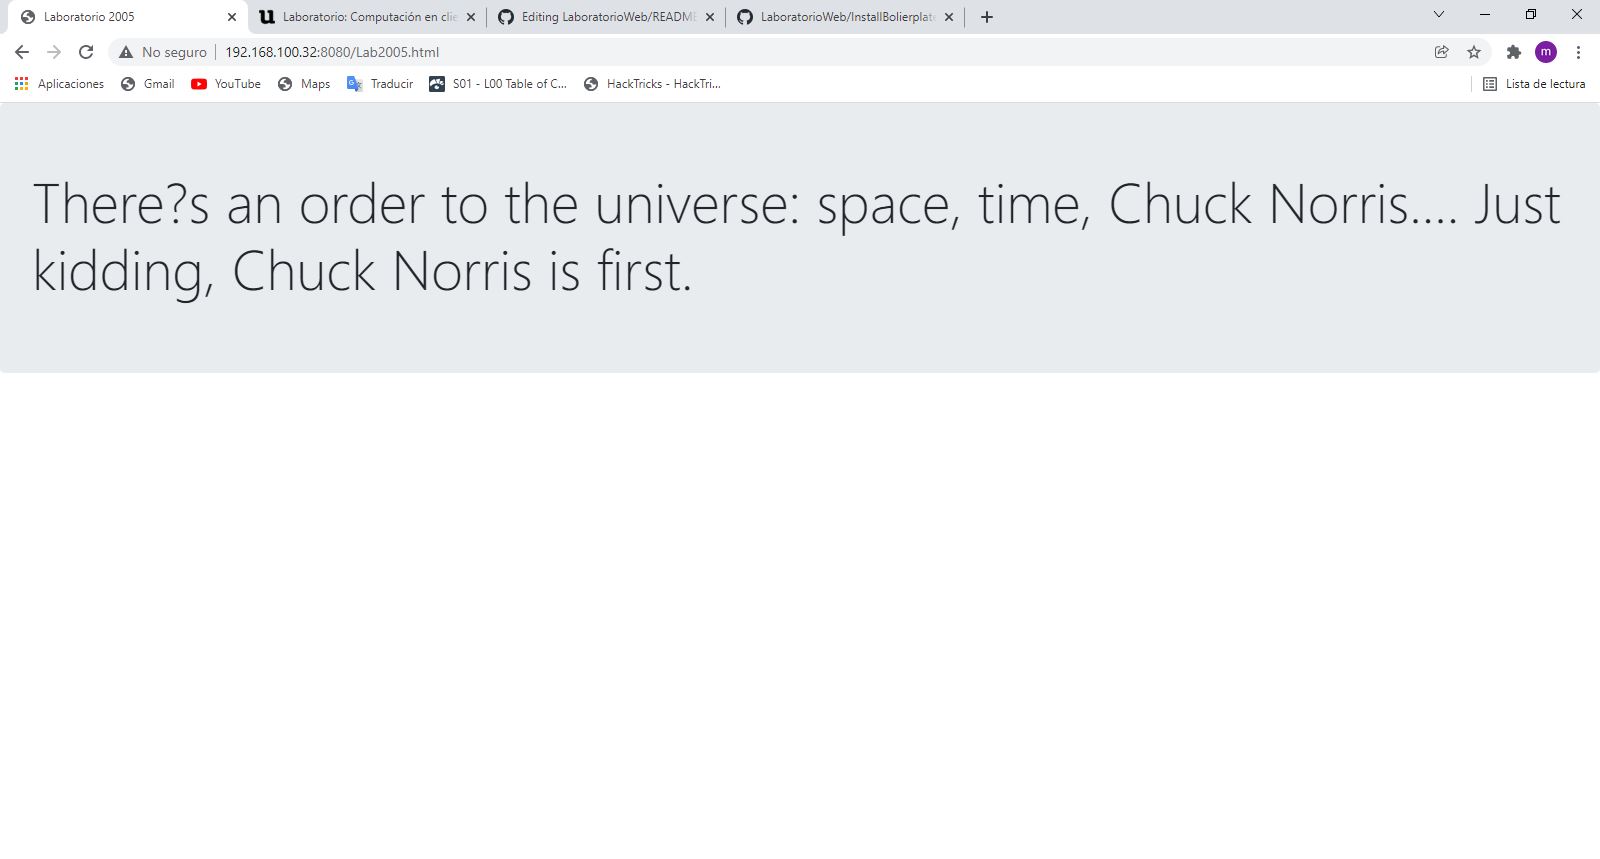 Laboratorio 2005
Laboratorio: Computación en clie
Editing LaboratorioWeb/README
LaboratorioWeb/InstallBolierplate
No seguro
192.168.100.32:8080/Lab2005.html
m
Aplicaciones
Gmail
YouTube
Maps
Traducir
S01 - L00 Table of C...
HackTricks - HackTri...
Lista de lectura
There?s an order to the universe: space, time, Chuck Norris.... Just
kidding, Chuck Norris is first.